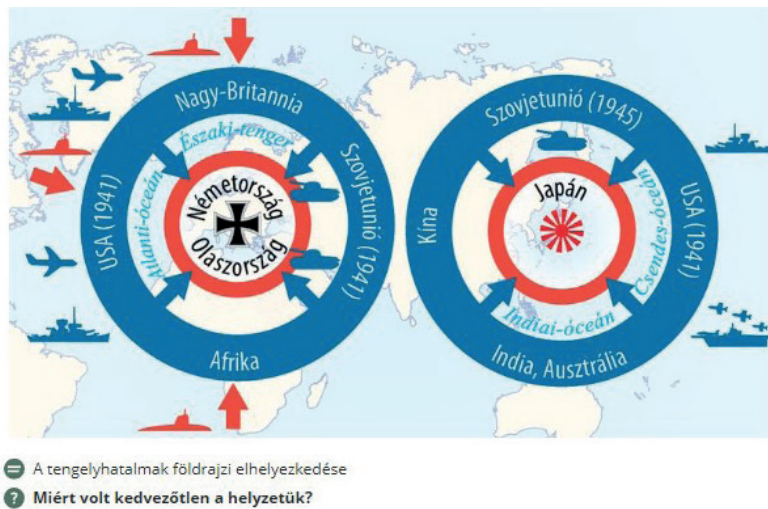 Nagy-Britannia
Északi-tenger
Szovjetunió (1941)
USA (1941)
Atlanti-óceán
Németország
Olaszország
Afrika
Szovjetunió (1945)
Japán
Kína
USA (1941)
Csendes-óceán
Indiai-óceán
India, Ausztrália
A tengelyhatalmak földrajzi elhelyezkedése
? Miért volt kedvezőtlen a helyzetük?